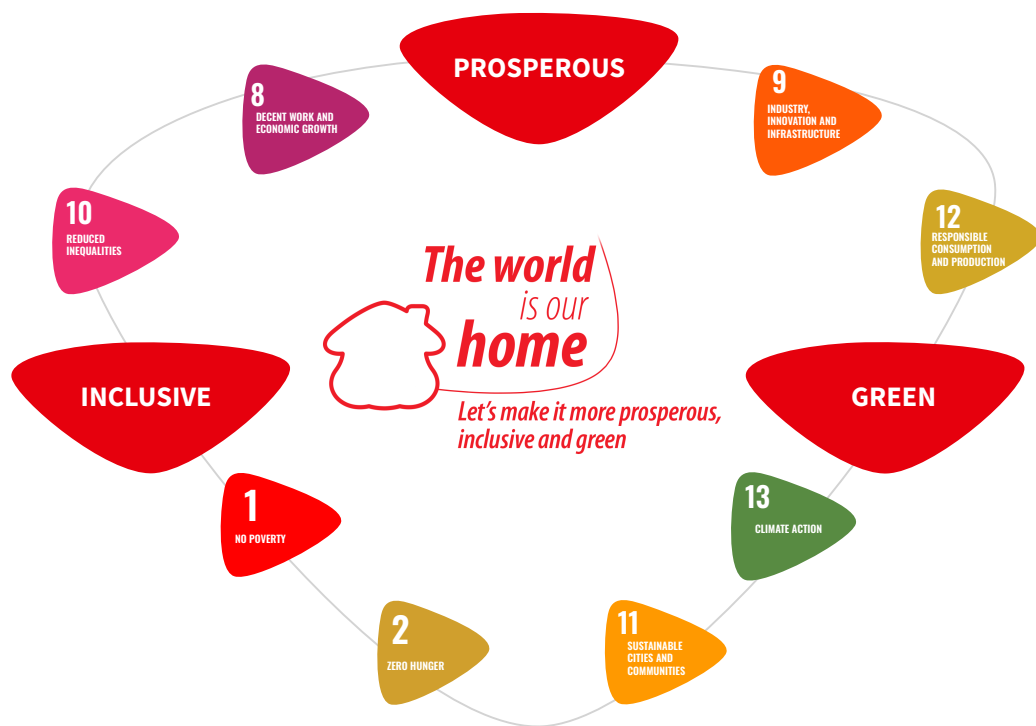 PROSPEROUS
8
DECENT WORK AND
ECONOMIC GROWTH
9
INDUSTRY,
INNOVATION AND
INFRASTRUCTURE
10
REDUCED
INEQUALITIES
12
RESPONSIBLE
CONSUMPTION
AND PRODUCTION
The world
is our
home
Let's make it more prosperous,
inclusive and green
INCLUSIVE
GREEN
1
NO POVERTY
13
CLIMATE ACTION
2
ZERO HUNGER
11
SUSTAINABLE
CITIES AND
COMMUNITIES